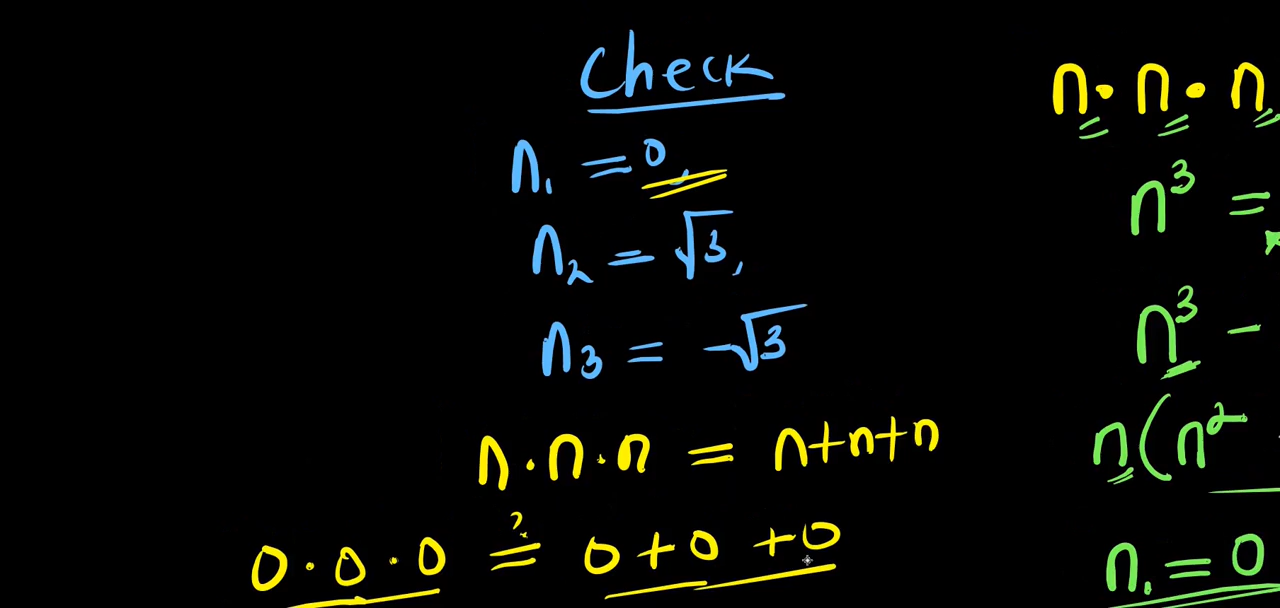 Check
n₁ = 0,
n₂ = √3,
n₃ = -√3
n · n · n = n+n+n
0 · 0 · 0 ≟ 0 + 0 + 0
n · n · n
n³ =
n³ -
n(n²
n₁ = 0